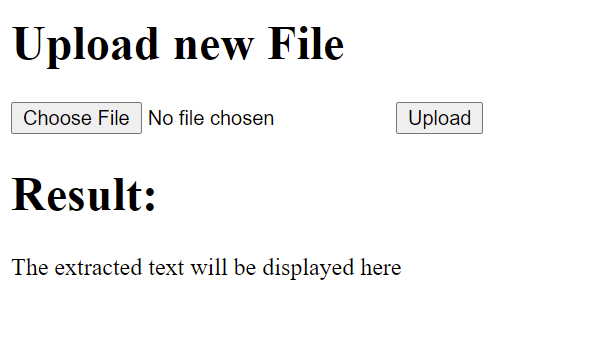 Upload new File
Choose File No file chosen Upload
Result:
The extracted text will be displayed here